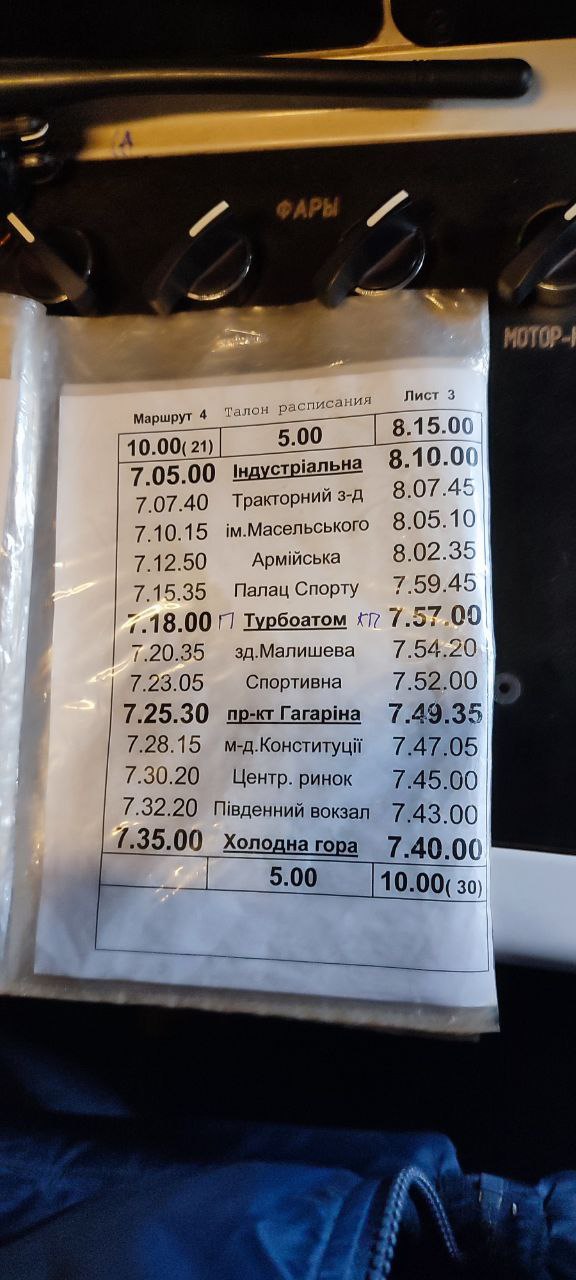 ФАРЫ
МОТОР-
Маршрут 4 Талон расписания Лист 3
10.00( 21) 5.00 8.15.00
7.05.00 Індустріальна 8.10.00
7.07.40 Тракторний з-д 8.07.45
7.10.15 ім.Масельського 8.05.10
7.12.50 Армійська 8.02.35
7.15.35 Палац Спорту 7.59.45
7.18.00 П Турбоатом КП 7.57.00
7.20.35 зд.Малишева 7.54.20
7.23.05 Спортивна 7.52.00
7.25.30 пр-кт Гагаріна 7.49.35
7.28.15 м-д.Конституції 7.47.05
7.30.20 Центр. ринок 7.45.00
7.32.20 Південний вокзал 7.43.00
7.35.00 Холодна гора 7.40.00
5.00 10.00( 30)